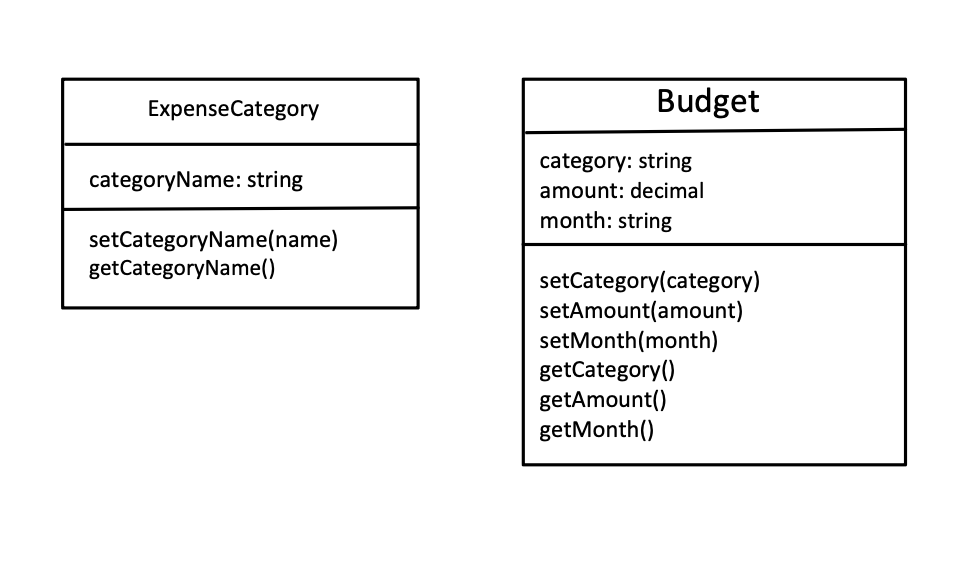 ExpenseCategory
categoryName: string
setCategoryName(name)
getCategoryName()
Budget
category: string
amount: decimal
month: string
setCategory(category)
setAmount(amount)
setMonth(month)
getCategory()
getAmount()
getMonth()